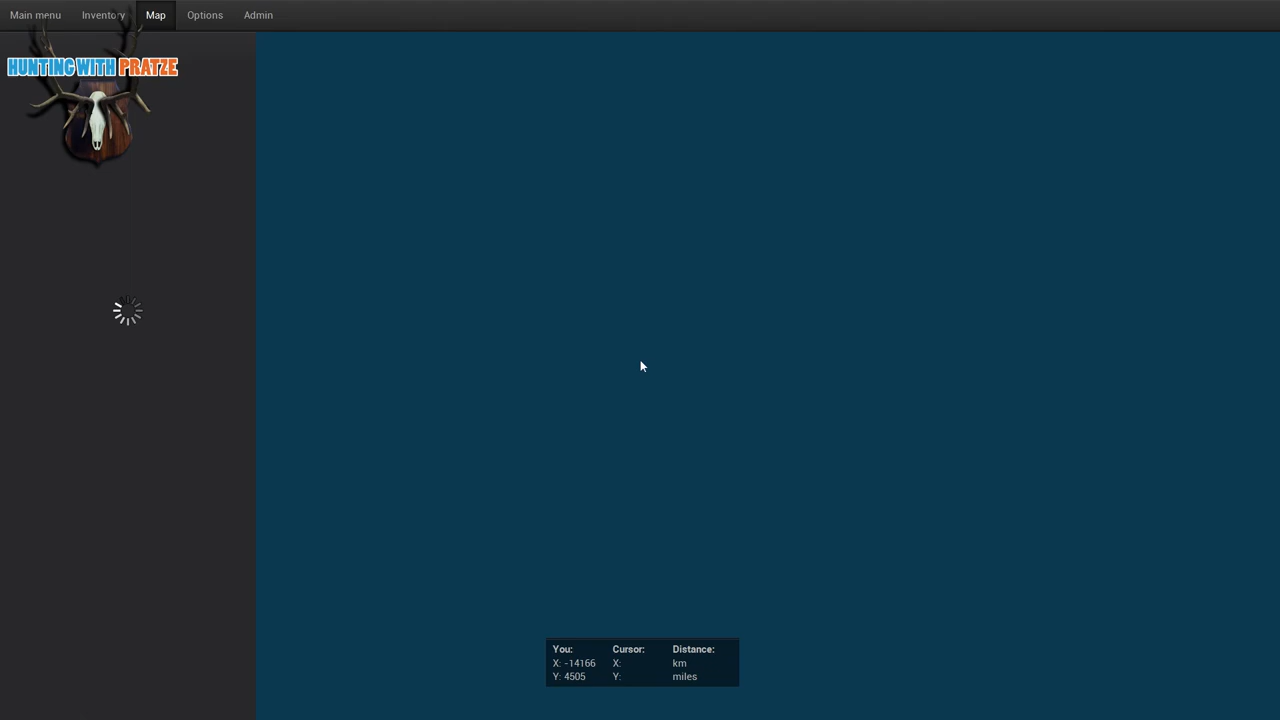 Main menu Inventory Map Options Admin
HUNTING WITH PRATZE
You: Cursor: Distance:
X: -14166 X: km
Y: 4505 Y: miles